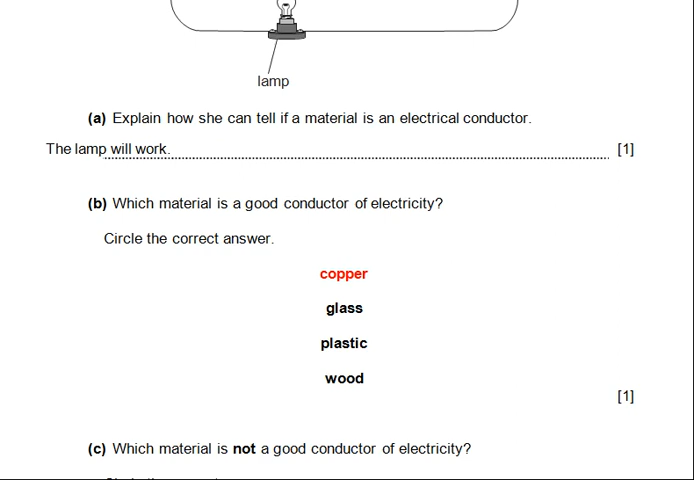 lamp
(a) Explain how she can tell if a material is an electrical conductor.
The lamp will work. [1]
(b) Which material is a good conductor of electricity?
Circle the correct answer.
copper
glass
plastic
wood
[1]
(c) Which material is not a good conductor of electricity?